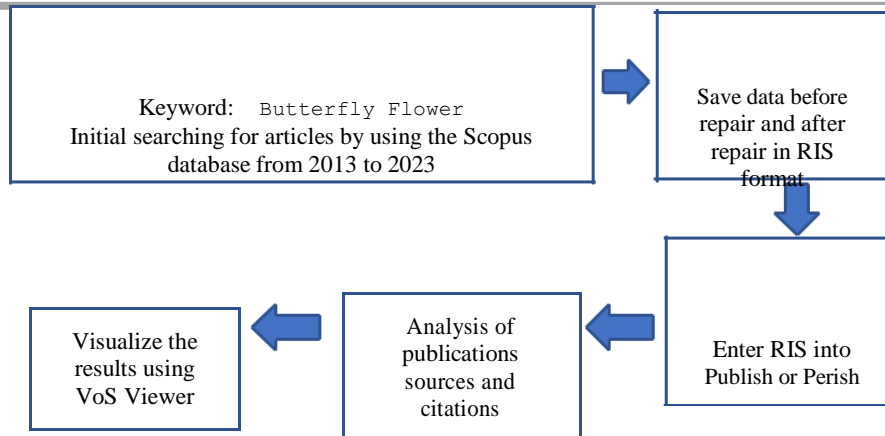 Keyword: Butterfly Flower
Initial searching for articles by using the Scopus
database from 2013 to 2023
Save data before
repair and after
repair in RIS
format
Enter RIS into
Publish or Perish
Analysis of
publications
sources and
citations
Visualize the
results using
VoS Viewer